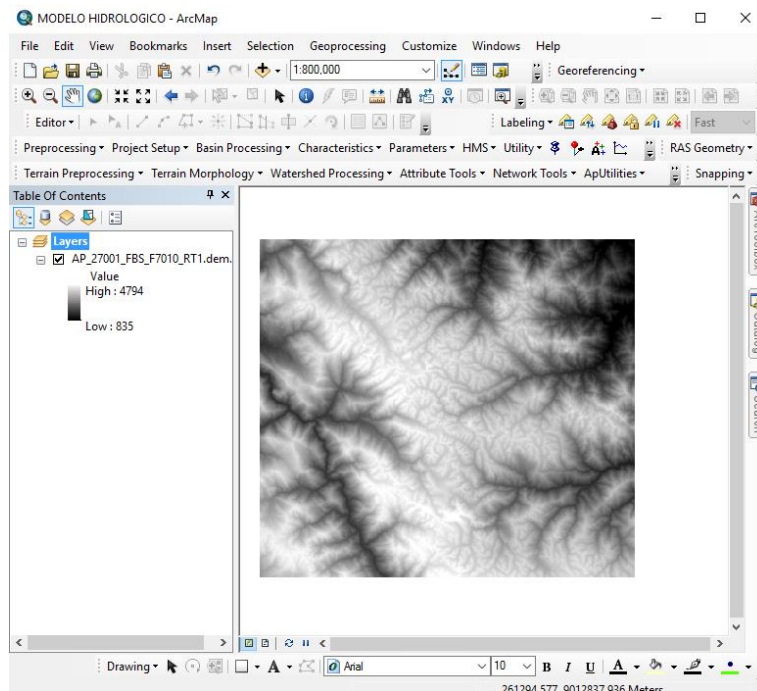 MODELO HIDROLOGICO - ArcMap
File Edit View Bookmarks Insert Selection Geoprocessing Customize Windows Help
1:800,000 Georeferencing
Editor Labeling Fast
Preprocessing Project Setup Basin Processing Characteristics Parameters HMS Utility RAS Geometry
Terrain Preprocessing Terrain Morphology Watershed Processing Attribute Tools Network Tools ApUtilities Snapping
Table Of Contents
Layers
AP_27001_FBS_F7010_RT1.dem.
Value
High : 4794
Low : 835
Drawing Arial 10 B I U A
261294.577 9012837.936 Meters